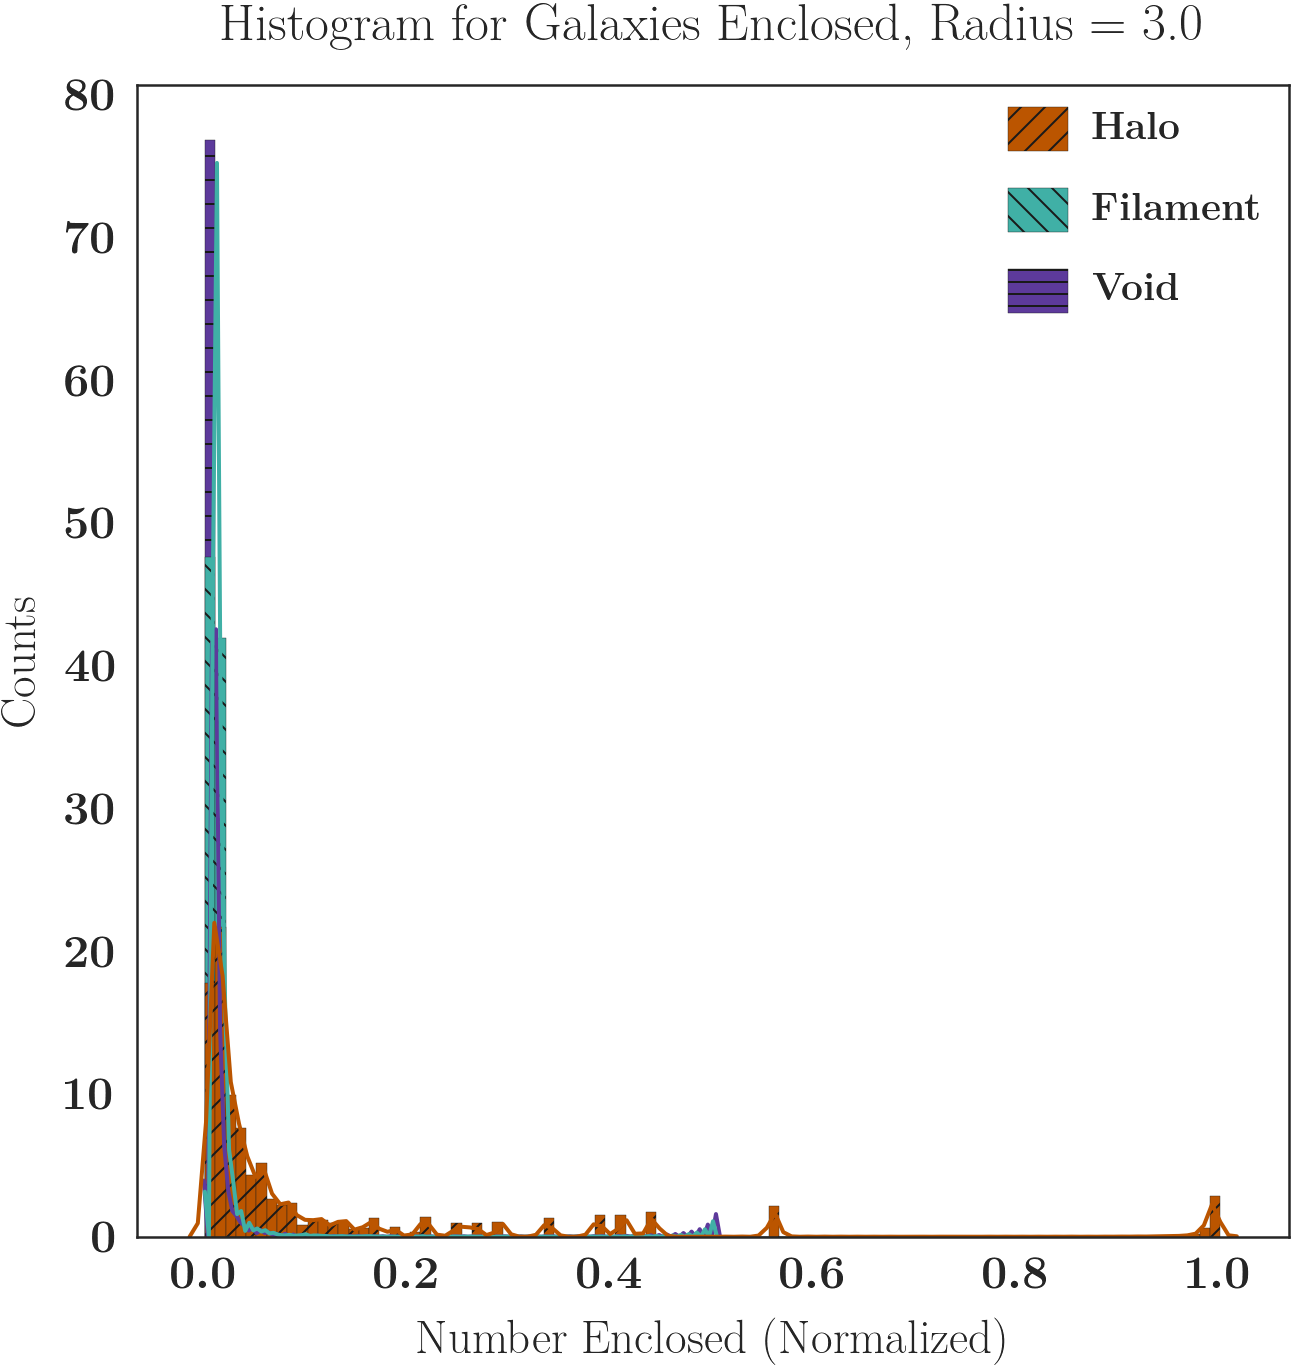 Histogram for Galaxies Enclosed, Radius = 3.0
80
70
60
50
40
30
20
10
0
Counts
Halo
Filament
Void
0.0 0.2 0.4 0.6 0.8 1.0
Number Enclosed (Normalized)